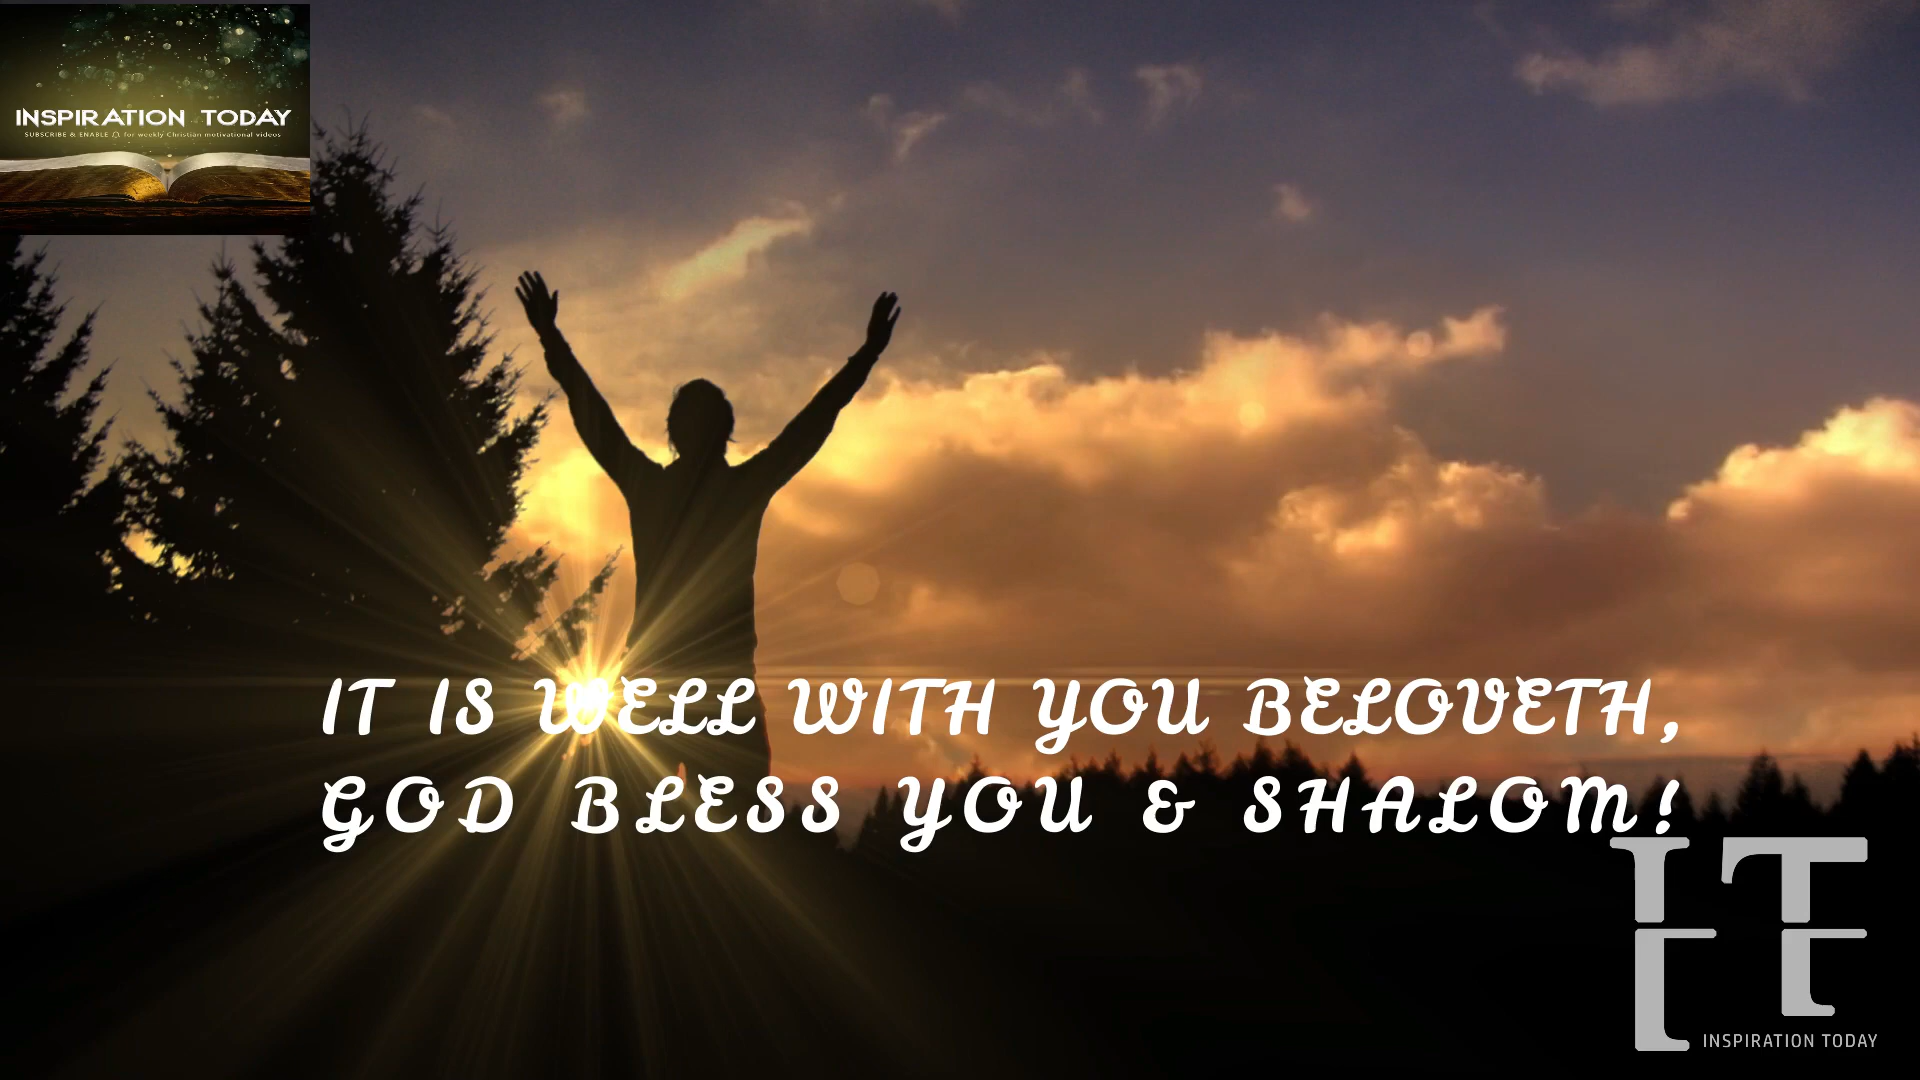 INSPIRATION TODAY
SUBSCRIBE & ENABLE 🔔 for weekly Christian motivational videos
IT IS WELL WITH YOU BELOVETH,
GOD BLESS YOU & SHALOM!
IT
INSPIRATION TODAY